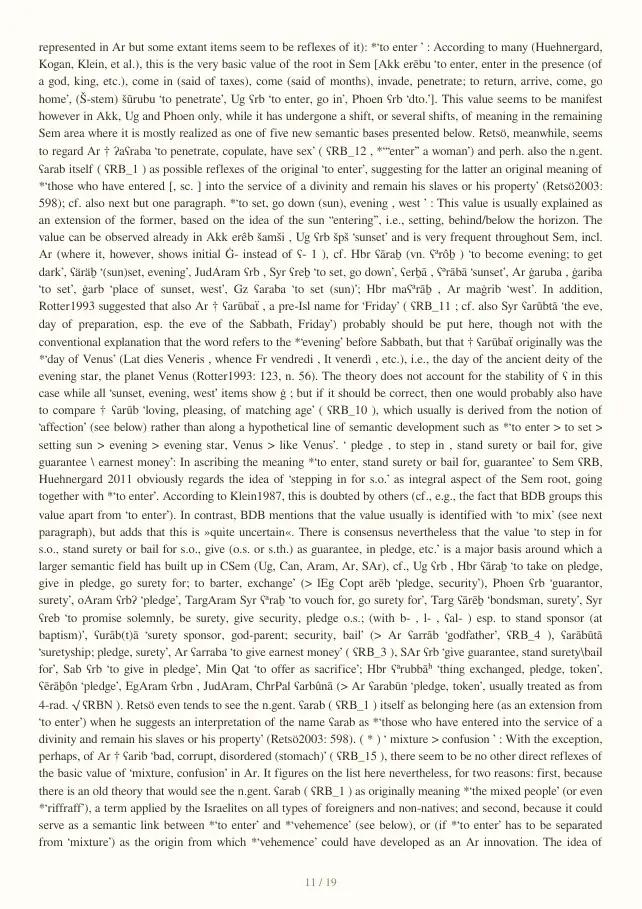 represented in Ar but some extant items seem to be reflexes of it): *‘to enter ’ : According to many (Huehnergard,
Kogan, Klein, et al.), this is the very basic value of the root in Sem [Akk erēbu ‘to enter, enter in the presence (of
a god, king, etc.), come in (said of taxes), come (said of months), invade, penetrate; to return, arrive, come, go
home’, (Š-stem) šūrubu ‘to penetrate’, Ug ʕrb ‘to enter, go in’, Phoen ʕrb ‘dto.’]. This value seems to be manifest
however in Akk, Ug and Phoen only, while it has undergone a shift, or several shifts, of meaning in the remaining
Sem area where it is mostly realized as one of five new semantic bases presented below. Retsö, meanwhile, seems
to regard Ar † ʔaʕraba ‘to penetrate, copulate, have sex’ ( ʕRB_12 , *‘“enter” a woman’) and perh. also the n.gent.
ʕarab itself ( ʕRB_1 ) as possible reflexes of the original ‘to enter’, suggesting for the latter an original meaning of
*‘those who have entered [, sc. ] into the service of a divinity and remain his slaves or his property’ (Retsö2003:
598); cf. also next but one paragraph. *‘to set, go down (sun), evening , west ’ : This value is usually explained as
an extension of the former, based on the idea of the sun “entering”, i.e., setting, behind/below the horizon. The
value can be observed already in Akk erēb šamši , Ug ʕrb špš ‘sunset’ and is very frequent throughout Sem, incl.
Ar (where it, however, shows initial Ġ- instead of ʕ- 1 ), cf. Hbr ʕāraḇ (vn. ʕᵃrôḇ ) ‘to become evening; to get
dark’, ʕäräḇ ‘(sun)set, evening’, JudAram ʕrb , Syr ʕreḇ ‘to set, go down’, ʕerḇā , ʕᵃrābā ‘sunset’, Ar ġaruba , ġariba
‘to set’, ġarb ‘place of sunset, west’, Gz ʕaraba ‘to set (sun)’; Hbr maʕᵃrāḇ , Ar maġrib ‘west’. In addition,
Rotter1993 suggested that also Ar † ʕarūbaẗ , a pre-Isl name for ‘Friday’ ( ʕRB_11 ; cf. also Syr ʕarūbtā ‘the eve,
day of preparation, esp. the eve of the Sabbath, Friday’) probably should be put here, though not with the
conventional explanation that the word refers to the *‘evening’ before Sabbath, but that † ʕarūbaẗ originally was the
*‘day of Venus’ (Lat dies Veneris , whence Fr vendredi , It venerdì , etc.), i.e., the day of the ancient deity of the
evening star, the planet Venus (Rotter1993: 123, n. 56). The theory does not account for the stability of ʕ in this
case while all ‘sunset, evening, west’ items show ġ ; but if it should be correct, then one would probably also have
to compare † ʕarūb ‘loving, pleasing, of matching age’ ( ʕRB_10 ), which usually is derived from the notion of
‘affection’ (see below) rather than along a hypothetical line of semantic development such as *‘to enter > to set >
setting sun > evening > evening star, Venus > like Venus’. ‘ pledge , to step in , stand surety or bail for, give
guarantee \ earnest money’: In ascribing the meaning *‘to enter, stand surety or bail for, guarantee’ to Sem ʕRB,
Huehnergard 2011 obviously regards the idea of ‘stepping in for s.o.’ as integral aspect of the Sem root, going
together with *‘to enter’. According to Klein1987, this is doubted by others (cf., e.g., the fact that BDB groups this
value apart from ‘to enter’). In contrast, BDB mentions that the value usually is identified with ‘to mix’ (see next
paragraph), but adds that this is »quite uncertain«. There is consensus nevertheless that the value ‘to step in for
s.o., stand surety or bail for s.o., give (o.s. or s.th.) as guarantee, in pledge, etc.’ is a major basis around which a
larger semantic field has built up in CSem (Ug, Can, Aram, Ar, SAr), cf., Ug ʕrb , Hbr ʕāraḇ ‘to take on pledge,
give in pledge, go surety for; to barter, exchange’ (> lEg Copt arēb ‘pledge, security’), Phoen ʕrb ‘guarantor,
surety’, oAram ʕrbʔ ‘pledge’, TargAram Syr ʕᵃraḇ ‘to vouch for, go surety for’, Targ ʕārēḇ ‘bondsman, surety’, Syr
ʕreb ‘to promise solemnly, be surety, give security, pledge o.s.; (with b- , l- , ʕal- ) esp. to stand sponsor (at
baptism)’, ʕurāb(t)ā ‘surety sponsor, god-parent; security, bail’ (> Ar ʕarrāb ‘godfather’, ʕRB_4 ), ʕarābūtā
‘suretyship; pledge, surety’, Ar ʕarraba ‘to give earnest money’ ( ʕRB_3 ), SAr ʕrb ‘give guarantee, stand surety\bail
for’, Sab ʕrb ‘to give in pledge’, Min Qat ‘to offer as sacrifice’; Hbr ʕᵃrubbāʰ ‘thing exchanged, pledge, token’,
ʕērāḇôn ‘pledge’, EgAram ʕrbn , JudAram, ChrPal ʕarbûnā (> Ar ʕarabūn ‘pledge, token’, usually treated as from
4-rad. √ʕRBN ). Retsö even tends to see the n.gent. ʕarab ( ʕRB_1 ) itself as belonging here (as an extension from
‘to enter’) when he suggests an interpretation of the name ʕarab as *‘those who have entered into the service of a
divinity and remain his slaves or his property’ (Retsö2003: 598). ( * ) ‘ mixture > confusion ’ : With the exception,
perhaps, of Ar † ʕarib ‘bad, corrupt, disordered (stomach)’ ( ʕRB_15 ), there seem to be no other direct reflexes of
the basic value of ‘mixture, confusion’ in Ar. It figures on the list here nevertheless, for two reasons: first, because
there is an old theory that would see the n.gent. ʕarab ( ʕRB_1 ) as originally meaning *‘the mixed people’ (or even
*‘riffraff’), a term applied by the Israelites on all types of foreigners and non-natives; and second, because it could
serve as a semantic link between *‘to enter’ and *‘vehemence’ (see below), or (if *‘to enter’ has to be separated
from ‘mixture’) as the origin from which *‘vehemence’ could have developed as an Ar innovation. The idea of
11 / 19